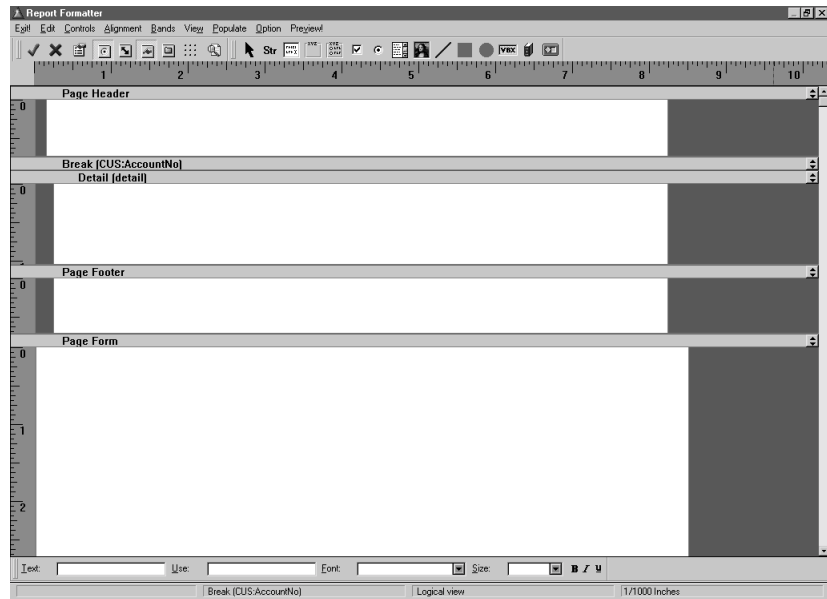 Report Formatter
Exit! Edit Controls Alignment Bands View Populate Option Preview!
Str VBX
1 2 3 4 5 6 7 8 9 10
Page Header
0
Break (CUS:AccountNo)
Detail (detail)
0
Page Footer
0
Page Form
0
1
2
Text: Use: Font: Size: B I U
Break (CUS:AccountNo) Logical view 1/1000 Inches